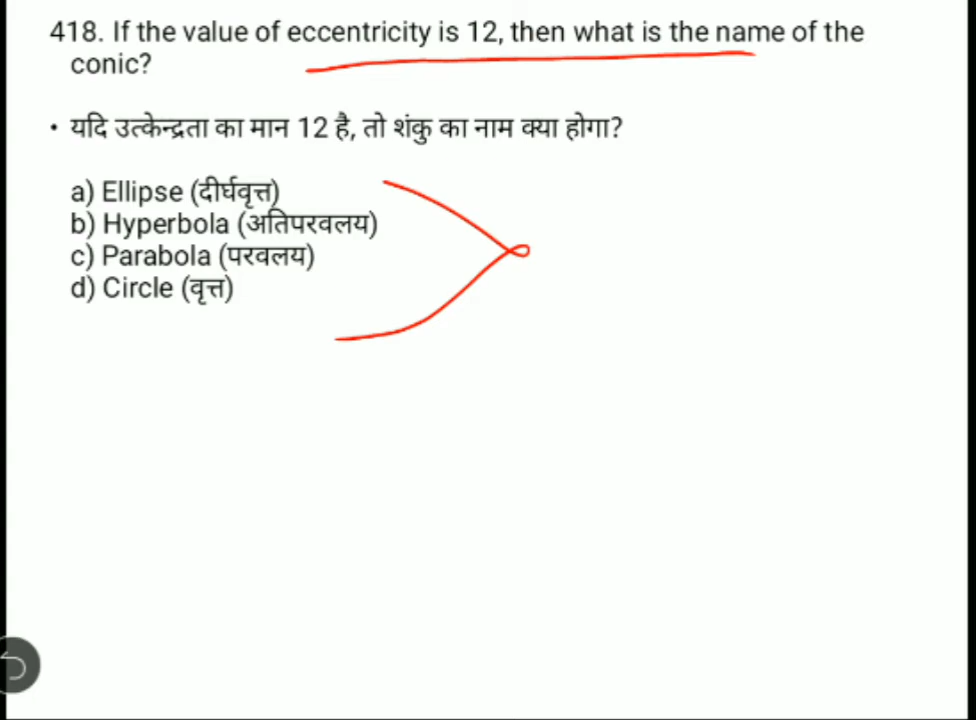 418. If the value of eccentricity is 12, then what is the name of the
conic?
• यदि उत्केन्द्रता का मान 12 है, तो शंकु का नाम क्या होगा?
a) Ellipse (दीर्घवृत्त)
b) Hyperbola (अतिपरवलय)
c) Parabola (परवलय)
d) Circle (वृत्त)